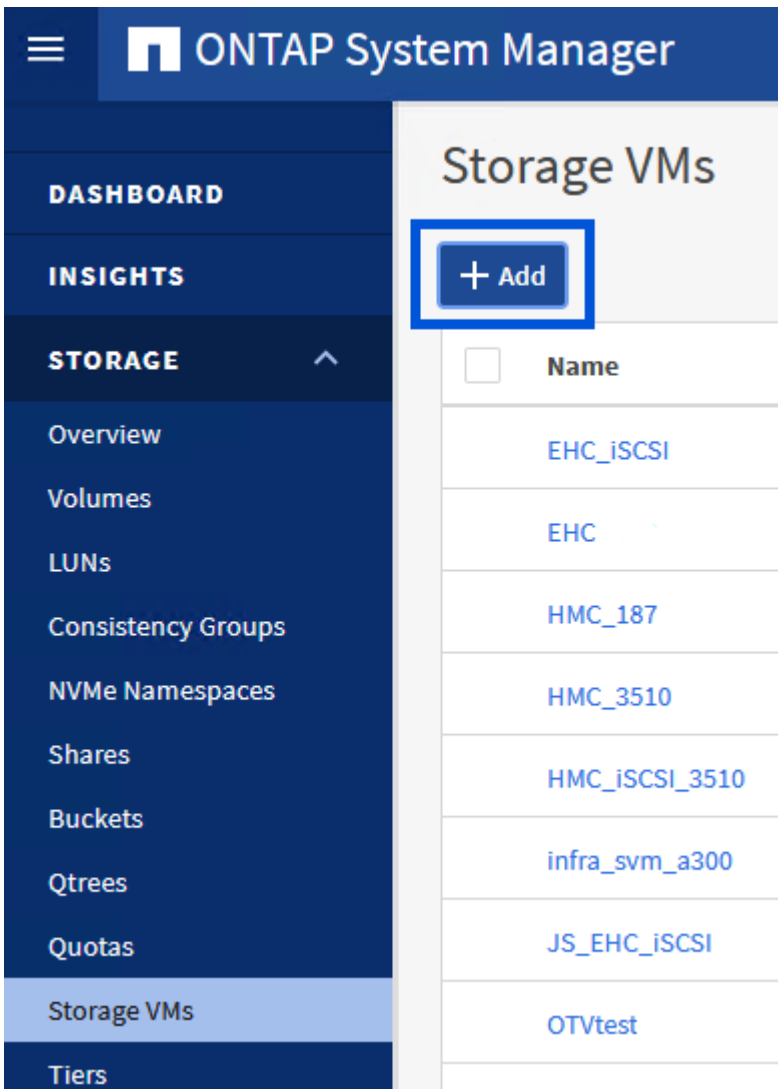 ONTAP System Manager
DASHBOARD
INSIGHTS
STORAGE
Overview
Volumes
LUNs
Consistency Groups
NVMe Namespaces
Shares
Buckets
Qtrees
Quotas
Storage VMs
Tiers
Storage VMs
+ Add
Name
EHC_iSCSI
EHC
HMC_187
HMC_3510
HMC_iSCSI_3510
infra_svm_a300
JS_EHC_iSCSI
OTVtest